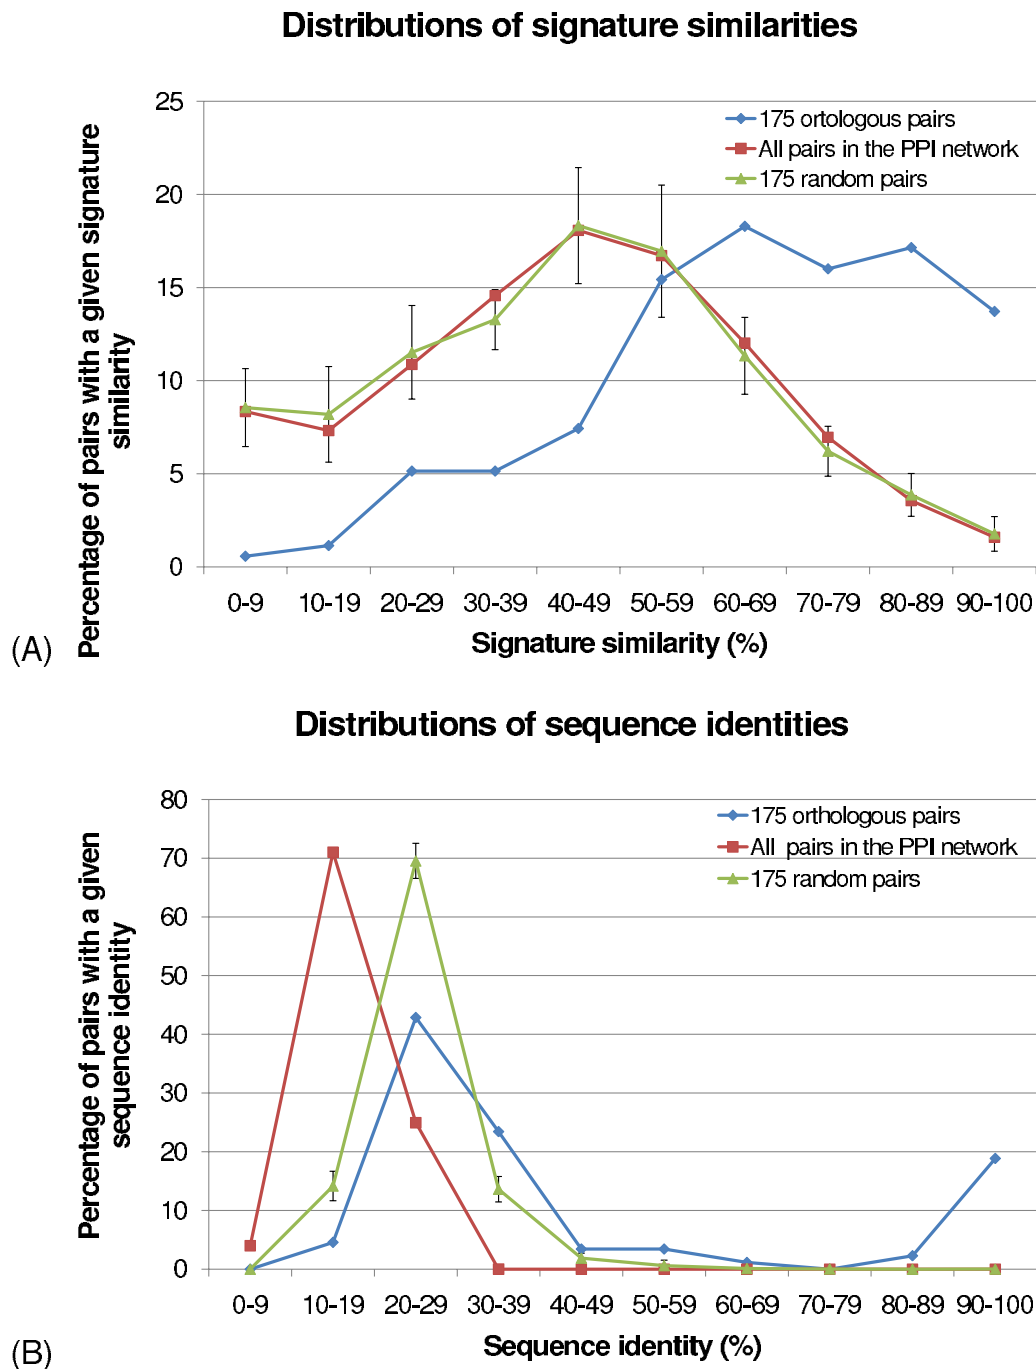 Distributions of signature similarities
Percentage of pairs with a given signature
similarity
25
20
15
10
5
0
175 ortologous pairs
All pairs in the PPI network
175 random pairs
0-9 10-19 20-29 30-39 40-49 50-59 60-69 70-79 80-89 90-100
Signature similarity (%)
(A)
Distributions of sequence identities
Percentage of pairs with a given
sequence identity
80
70
60
50
40
30
20
10
0
175 orthologous pairs
All pairs in the PPI network
175 random pairs
0-9 10-19 20-29 30-39 40-49 50-59 60-69 70-79 80-89 90-100
Sequence identity (%)
(B)